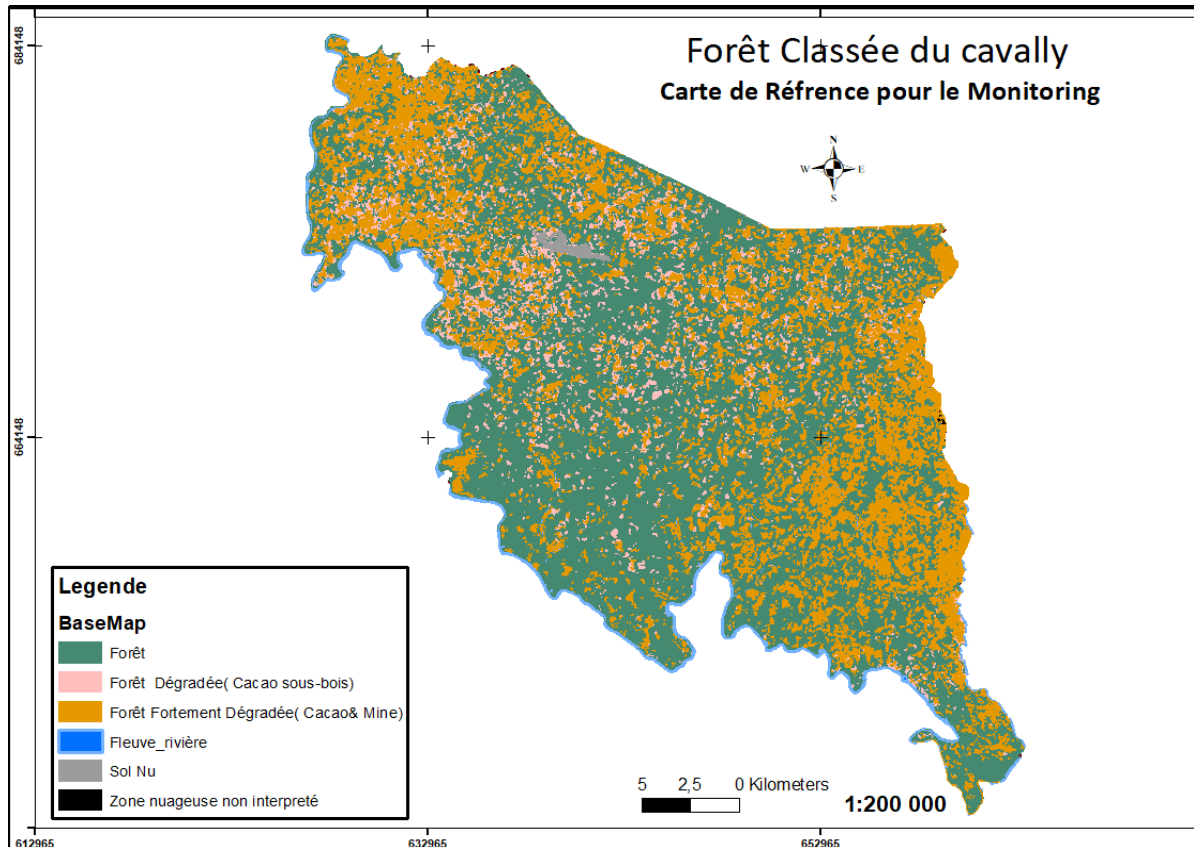 Forêt Classée du cavally
Carte de Réfrence pour le Monitoring
N
W E
S
684148
664148
Legende
BaseMap
Forêt
Forêt Dégradée( Cacao sous-bois)
Forêt Fortement Dégradée( Cacao& Mine)
Fleuve_rivière
Sol Nu
Zone nuageuse non interpreté
5 2,5 0 Kilometers
1:200 000
612965 632965 652965